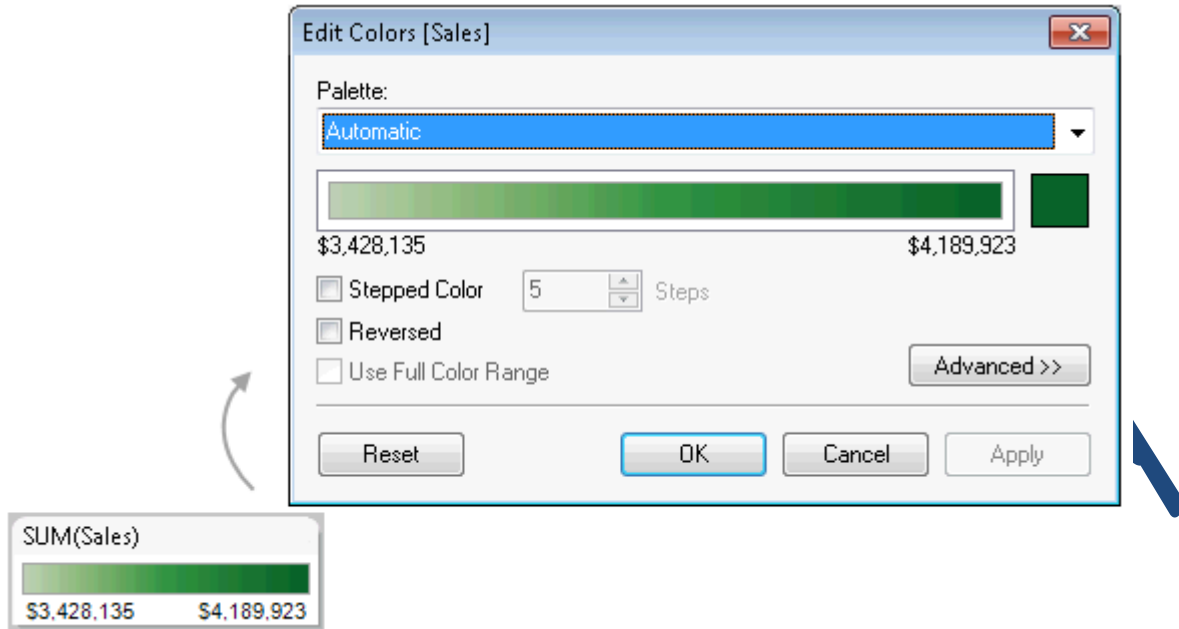 Edit Colors [Sales]
Palette:
Automatic
$3,428,135 $4,189,923
Stepped Color 5 Steps
Reversed
Use Full Color Range Advanced >>
Reset OK Cancel Apply
SUM(Sales)
$3,428,135 $4,189,923